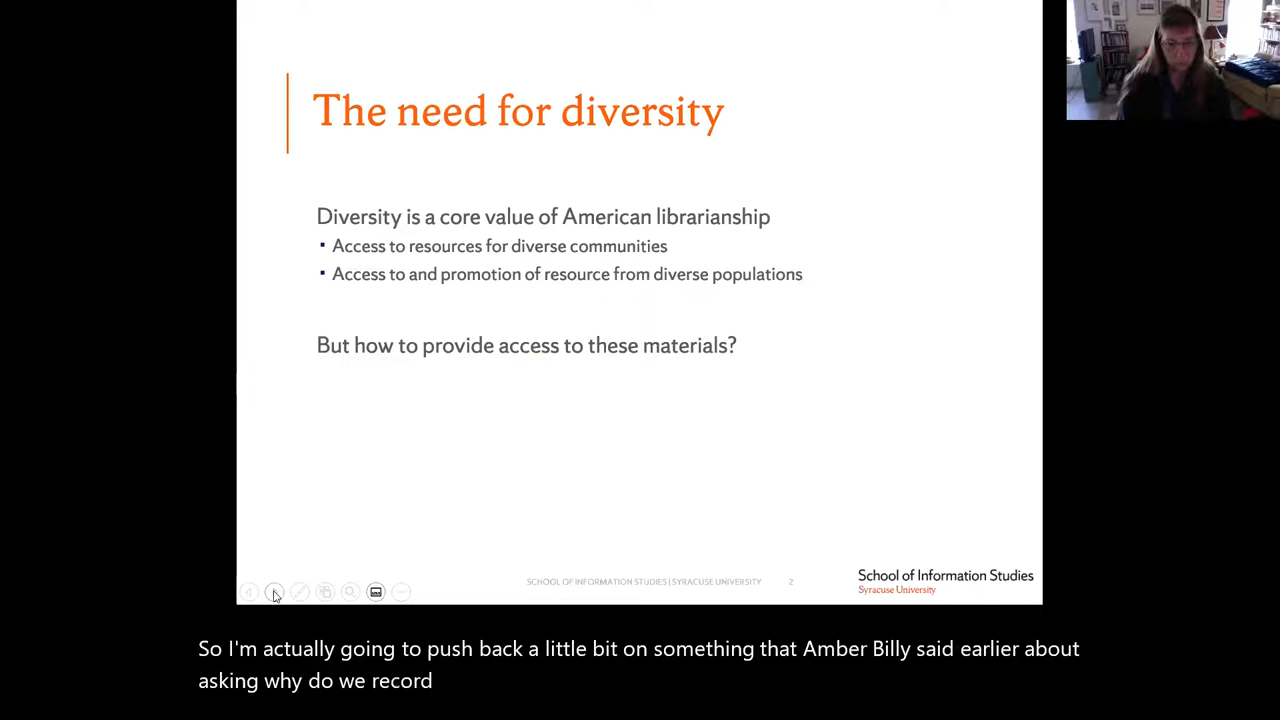 The need for diversity
Diversity is a core value of American librarianship
▪ Access to resources for diverse communities
▪ Access to and promotion of resource from diverse populations
But how to provide access to these materials?
SCHOOL OF INFORMATION STUDIES | SYRACUSE UNIVERSITY 2
School of Information Studies
Syracuse University
So I'm actually going to push back a little bit on something that Amber Billy said earlier about
asking why do we record